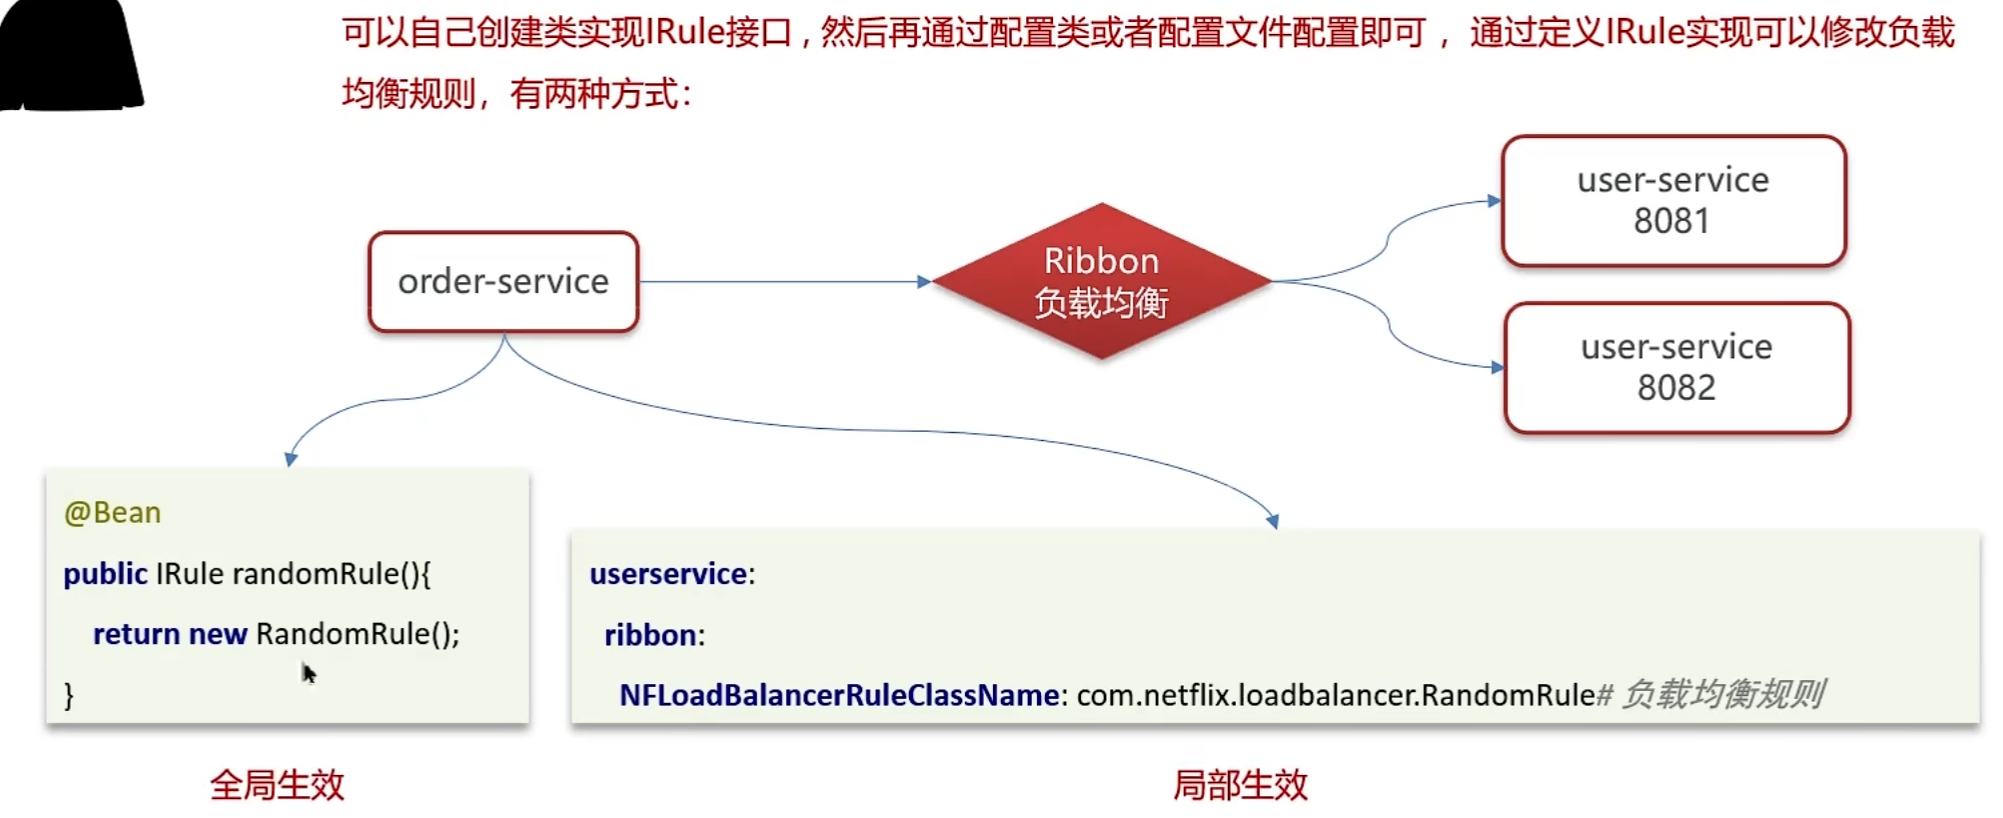 可以自己创建类实现IRule接口，然后再通过配置类或者配置文件配置即可 ，通过定义IRule实现可以修改负载
均衡规则，有两种方式：
order-service
Ribbon
负载均衡
user-service
8081
user-service
8082
@Bean
public IRule randomRule(){
return new RandomRule();
}
全局生效
userservice:
ribbon:
NFLoadBalancerRuleClassName: com.netflix.loadbalancer.RandomRule# 负载均衡规则
局部生效